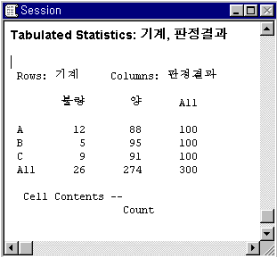 Session
Tabulated Statistics: 기계, 판정결과
Rows: 기계 Columns: 판정결과
불량 양 All
A 12 88 100
B 5 95 100
C 9 91 100
All 26 274 300
Cell Contents --
Count